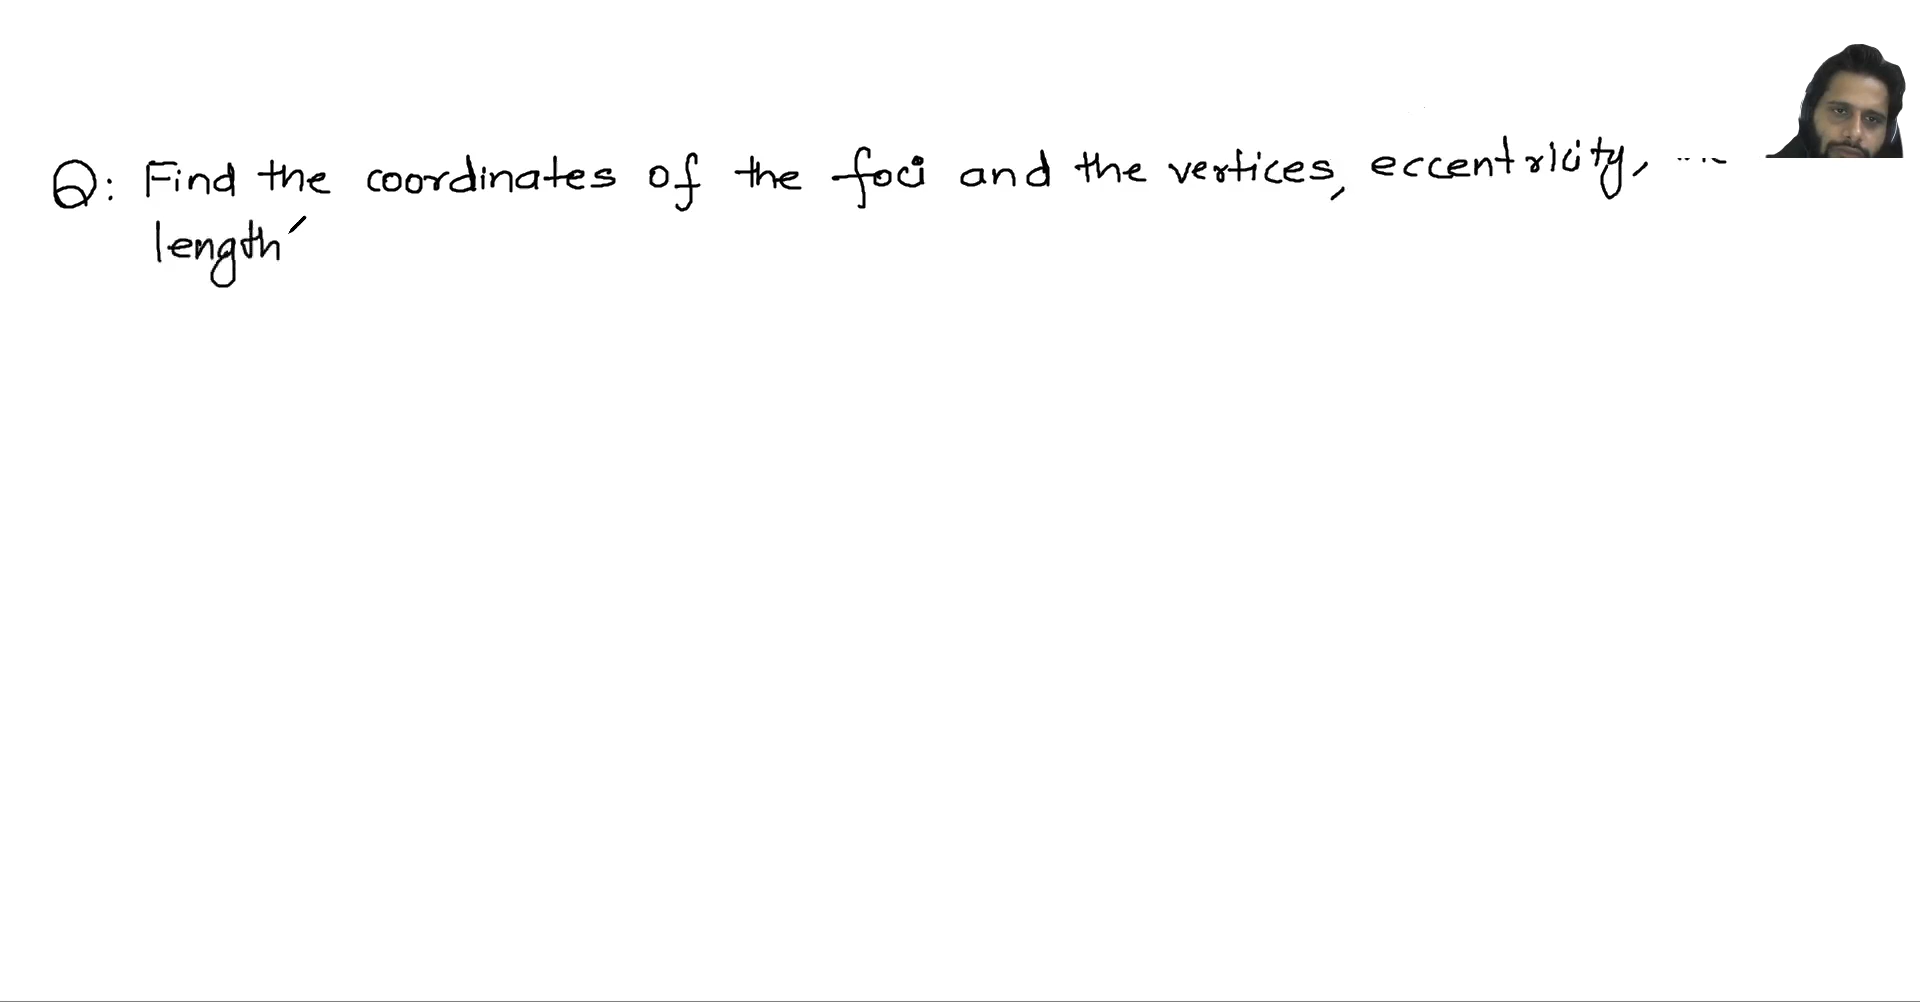 Q: Find the coordinates of the foci and the vertices, eccentricity,
length